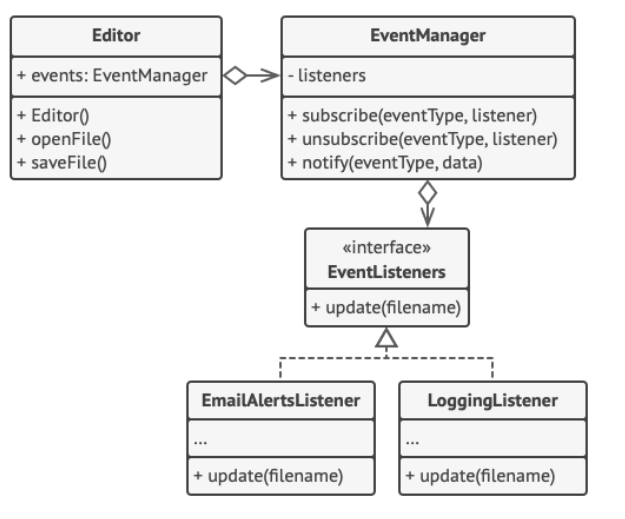 Editor
+ events: EventManager
+ Editor()
+ openFile()
+ saveFile()
EventManager
- listeners
+ subscribe(eventType, listener)
+ unsubscribe(eventType, listener)
+ notify(eventType, data)
«interface»
EventListeners
+ update(filename)
EmailAlertsListener
...
+ update(filename)
LoggingListener
...
+ update(filename)